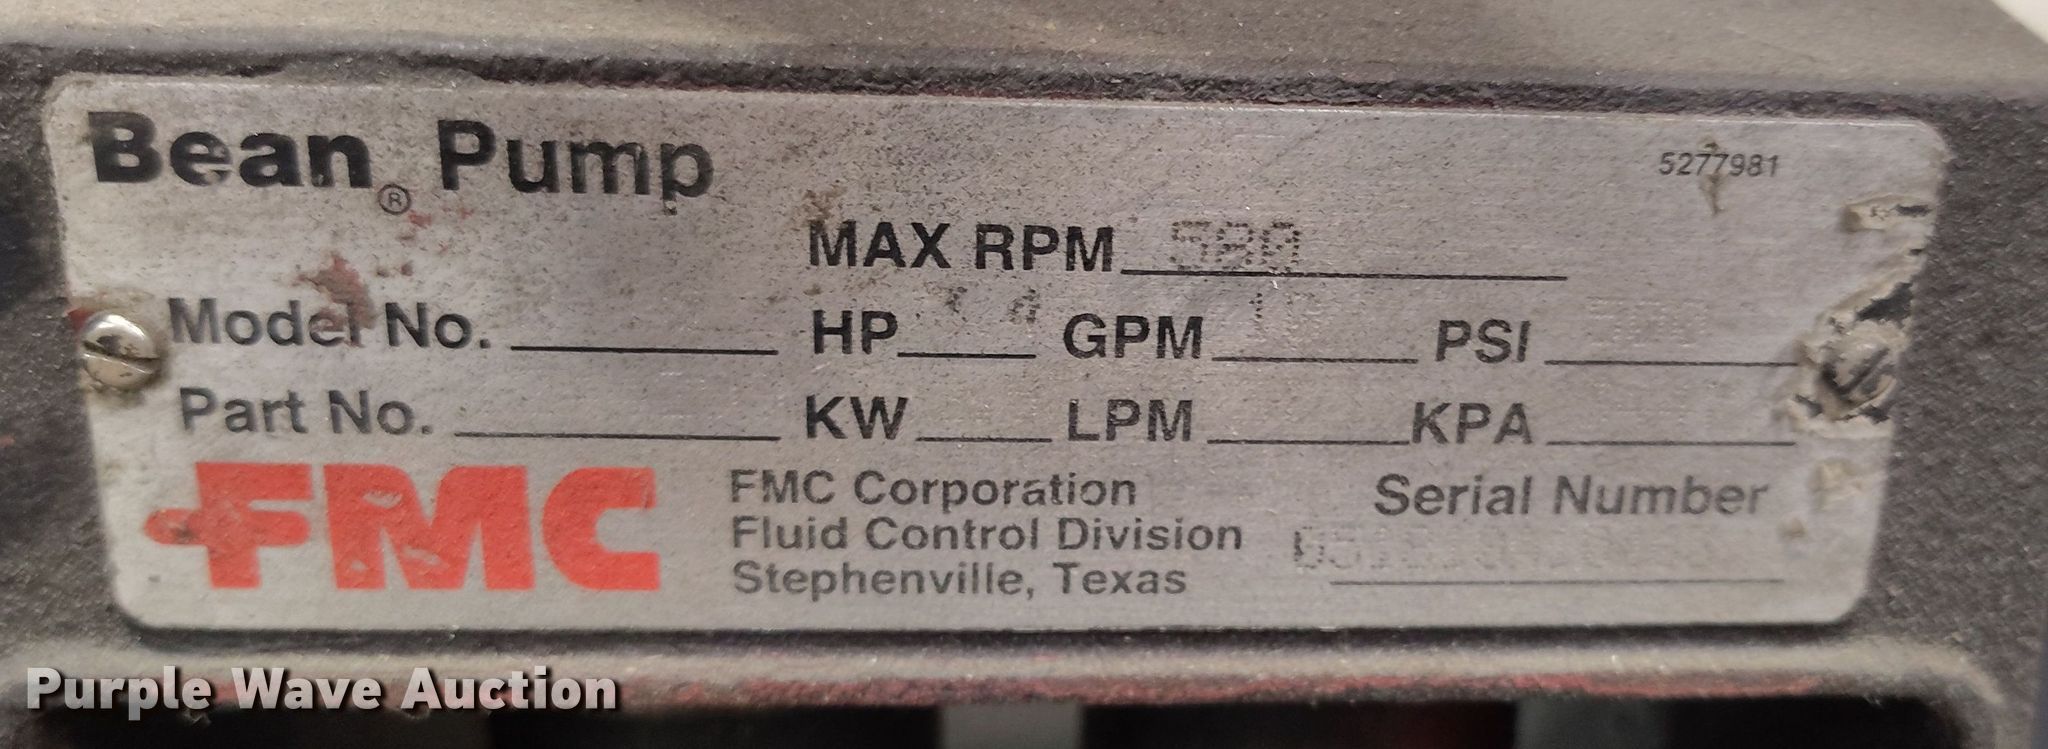 Bean® Pump
5277981
MAX RPM 580
Model No. HP GPM PSI
Part No. KW LPM KPA
FMC
FMC Corporation
Fluid Control Division
Stephenville, Texas
Serial Number
Purple Wave Auction